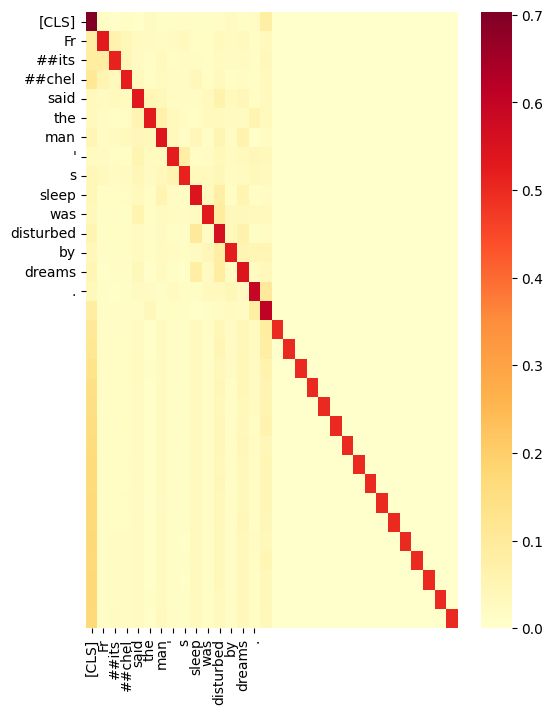 [CLS]
Fr
##its
##chel
said
the
man
'
s
sleep
was
disturbed
by
dreams
.
[CLS]
Fr
##its
##chel
said
the
man
'
s
sleep
was
disturbed
by
dreams
.
0.7
0.6
0.5
0.4
0.3
0.2
0.1
0.0